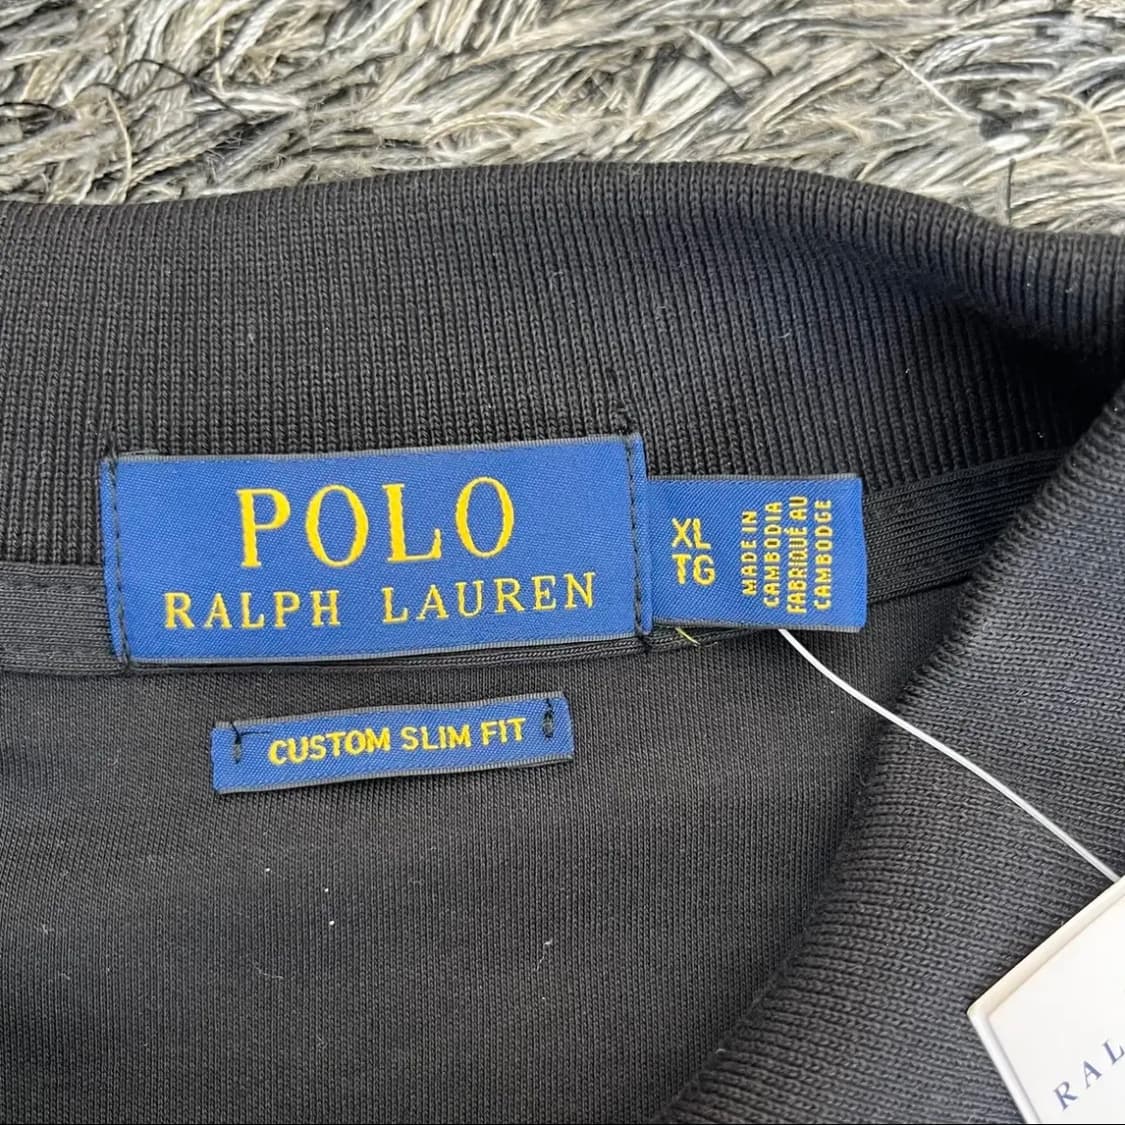 POLO
RALPH LAUREN
XL
TG
MADE IN
CAMBODIA
FABRIQUÉ AU
CAMBODGE
CUSTOM SLIM FIT
RAL